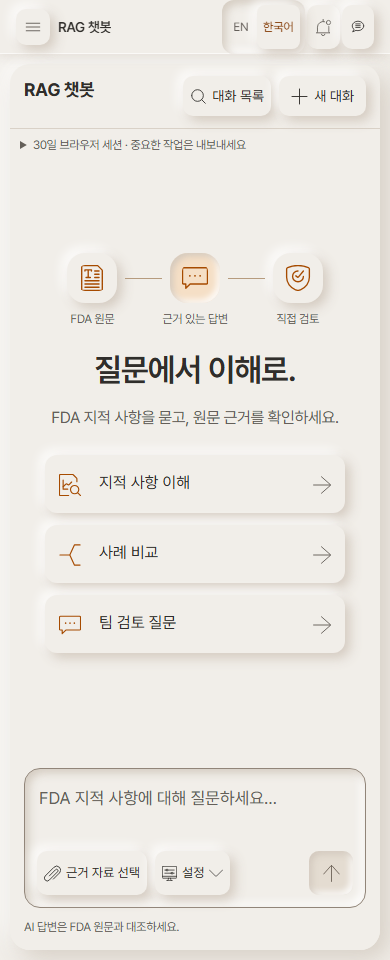 RAG 챗봇
EN
한국어
RAG 챗봇
대화 목록
새 대화
30일 브라우저 세션 · 중요한 작업은 내보내세요
FDA 원문
근거 있는 답변
직접 검토
질문에서 이해로.
FDA 지적 사항을 묻고, 원문 근거를 확인하세요.
지적 사항 이해
사례 비교
팀 검토 질문
FDA 지적 사항에 대해 질문하세요...
근거 자료 선택
설정
AI 답변은 FDA 원문과 대조하세요.